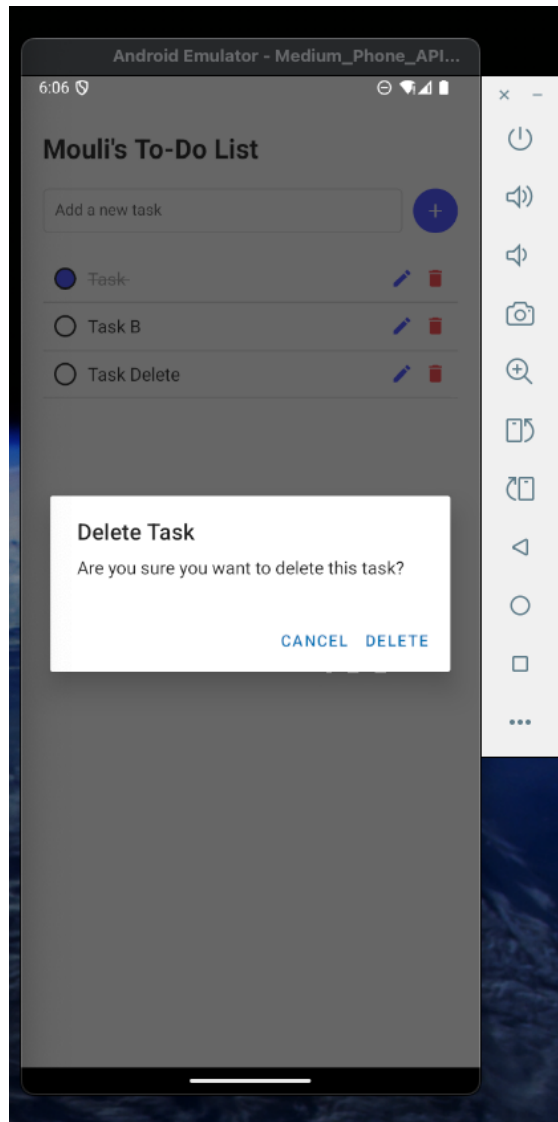 Android Emulator - Medium_Phone_API...
6:06
Mouli's To-Do List
Add a new task
Task
Task B
Task Delete
Delete Task
Are you sure you want to delete this task?
CANCEL DELETE